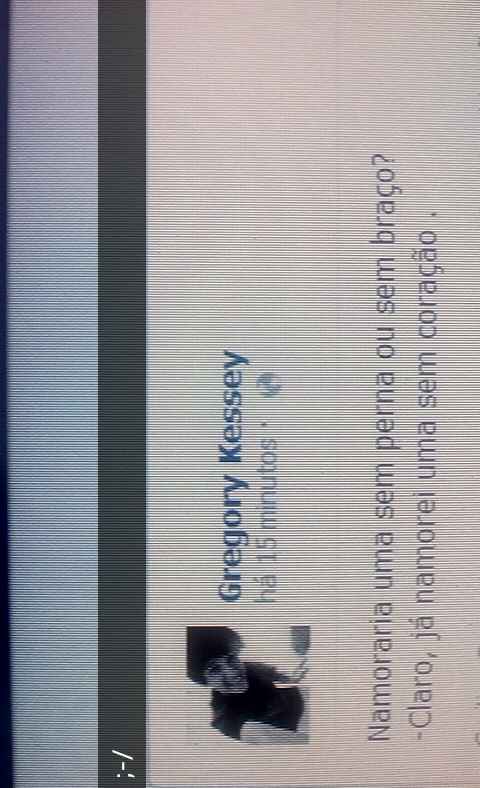 ;-/
Gregory Kessey
há 15 minutos ·
Namoraria uma sem perna ou sem braço?
-Claro, já namorei uma sem coração .